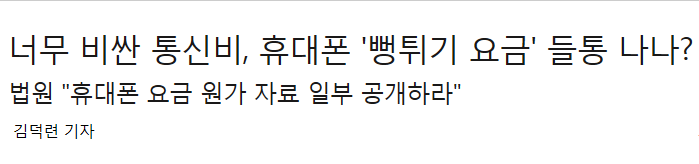 너무 비싼 통신비, 휴대폰 '뻥튀기 요금' 들통 나나?
법원 "휴대폰 요금 원가 자료 일부 공개하라"
김덕련 기자